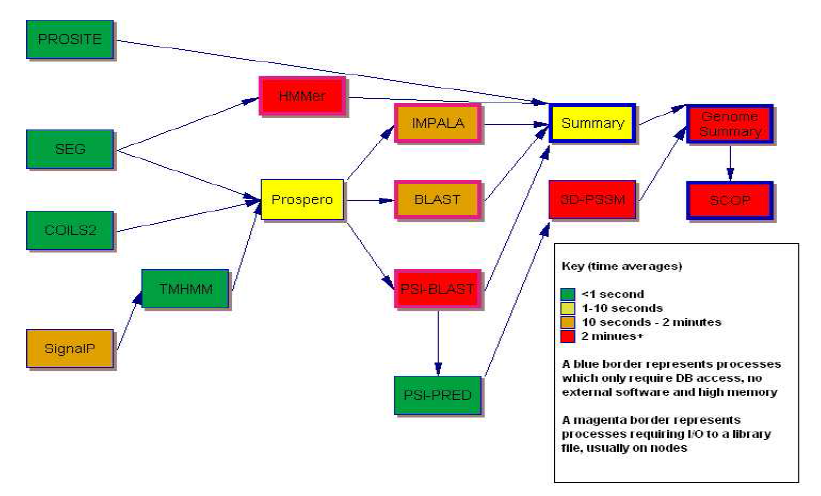 PROSITE
HMMer
IMPALA
Summary
Genome
Summary
SEG
Prospero
BLAST
3D-PSSM
SCOP
COILS2
TMHMM
PSI-BLAST
SignalP
PSI-PRED
Key (time averages)
<1 second
1-10 seconds
10 seconds - 2 minutes
2 minues+
A blue border represents processes
which only require DB access, no
external software and high memory
A magenta border represents
processes requiring I/O to a library
file, usually on nodes